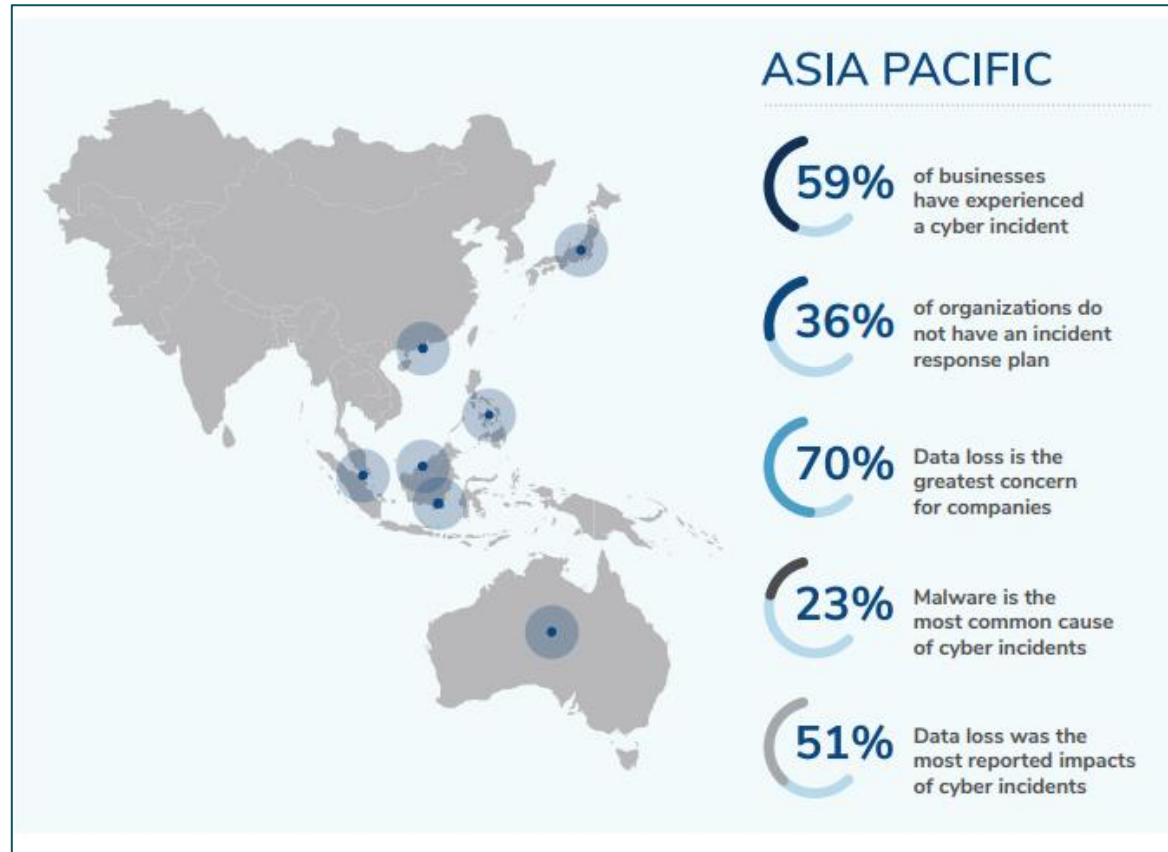 ASIA PACIFIC
59%
of businesses
have experienced
a cyber incident
36%
of organizations do
not have an incident
response plan
70%
Data loss is the
greatest concern
for companies
23%
Malware is the
most common cause
of cyber incidents
51%
Data loss was the
most reported impacts
of cyber incidents